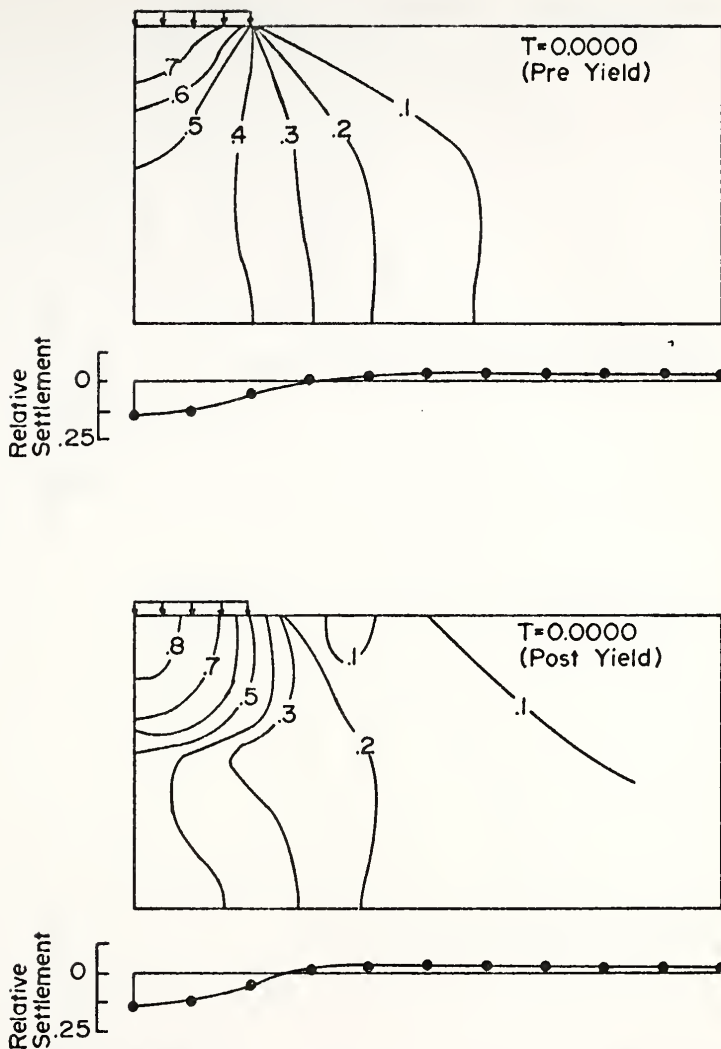 T=0.0000
(Pre Yield)
.7
.6
.5
.4
.3
.2
.1
Relative
Settlement
0
.25
T=0.0000
(Post Yield)
.8
.7
.5
.3
.2
.1
.1
Relative
Settlement
0
.25